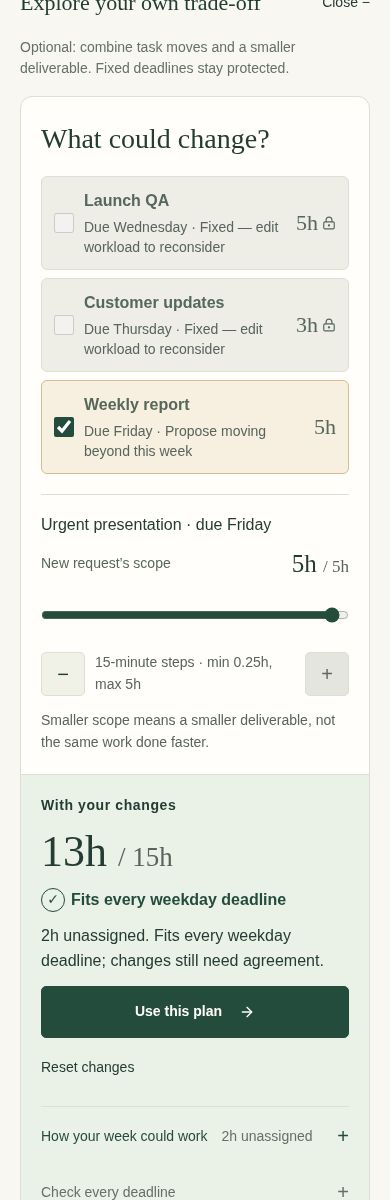 Explore your own trade-off Close −
Optional: combine task moves and a smaller
deliverable. Fixed deadlines stay protected.
What could change?
Launch QA
Due Wednesday · Fixed — edit
workload to reconsider
5h
Customer updates
Due Thursday · Fixed — edit
workload to reconsider
3h
Weekly report
Due Friday · Propose moving
beyond this week
5h
Urgent presentation · due Friday
New request's scope 5h / 5h
− 15-minute steps · min 0.25h,
max 5h +
Smaller scope means a smaller deliverable, not
the same work done faster.
With your changes
13h / 15h
✓ Fits every weekday deadline
2h unassigned. Fits every weekday
deadline; changes still need agreement.
Use this plan →
Reset changes
How your week could work 2h unassigned +
Check every deadline +